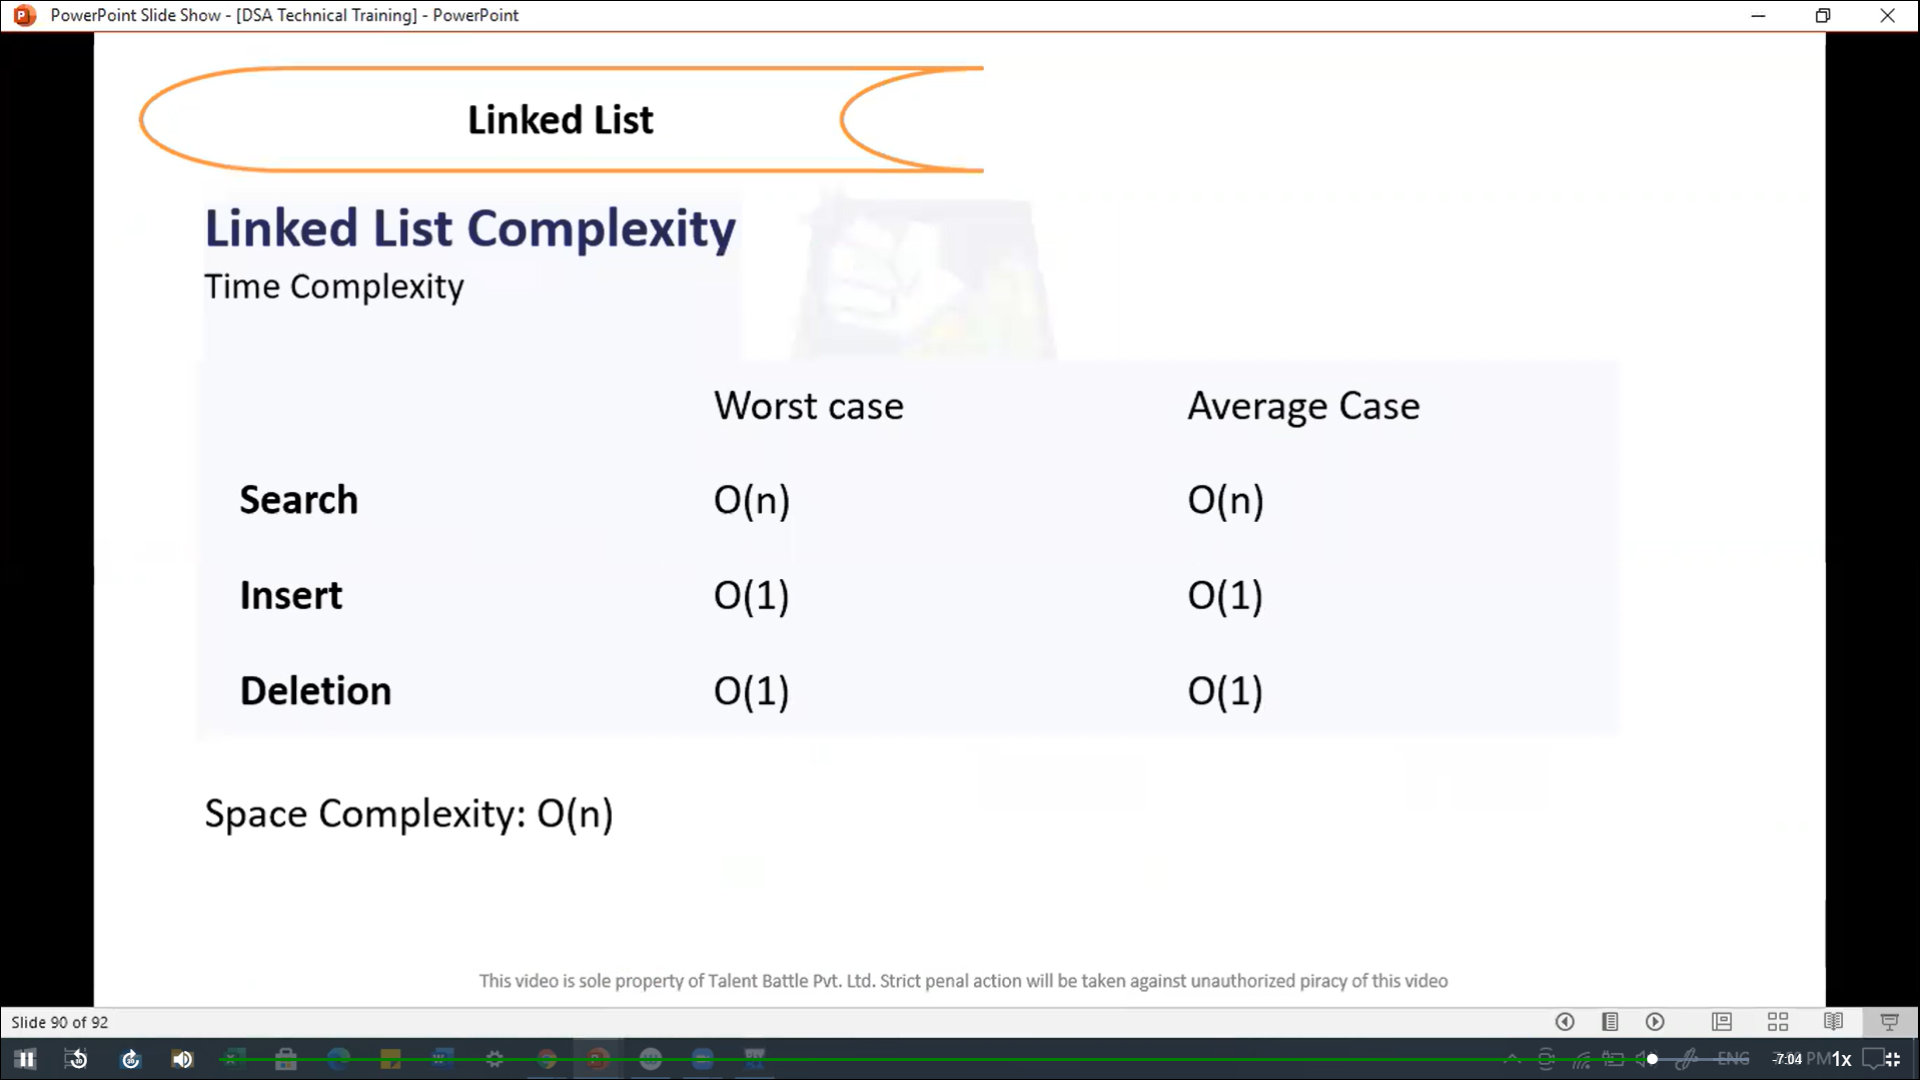 PowerPoint Slide Show - [DSA Technical Training] - PowerPoint
Linked List
Linked List Complexity
Time Complexity
Worst case Average Case
Search O(n) O(n)
Insert O(1) O(1)
Deletion O(1) O(1)
Space Complexity: O(n)
This video is sole property of Talent Battle Pvt. Ltd. Strict penal action will be taken against unauthorized piracy of this video
Slide 90 of 92
ENG -7:04 PM 1x